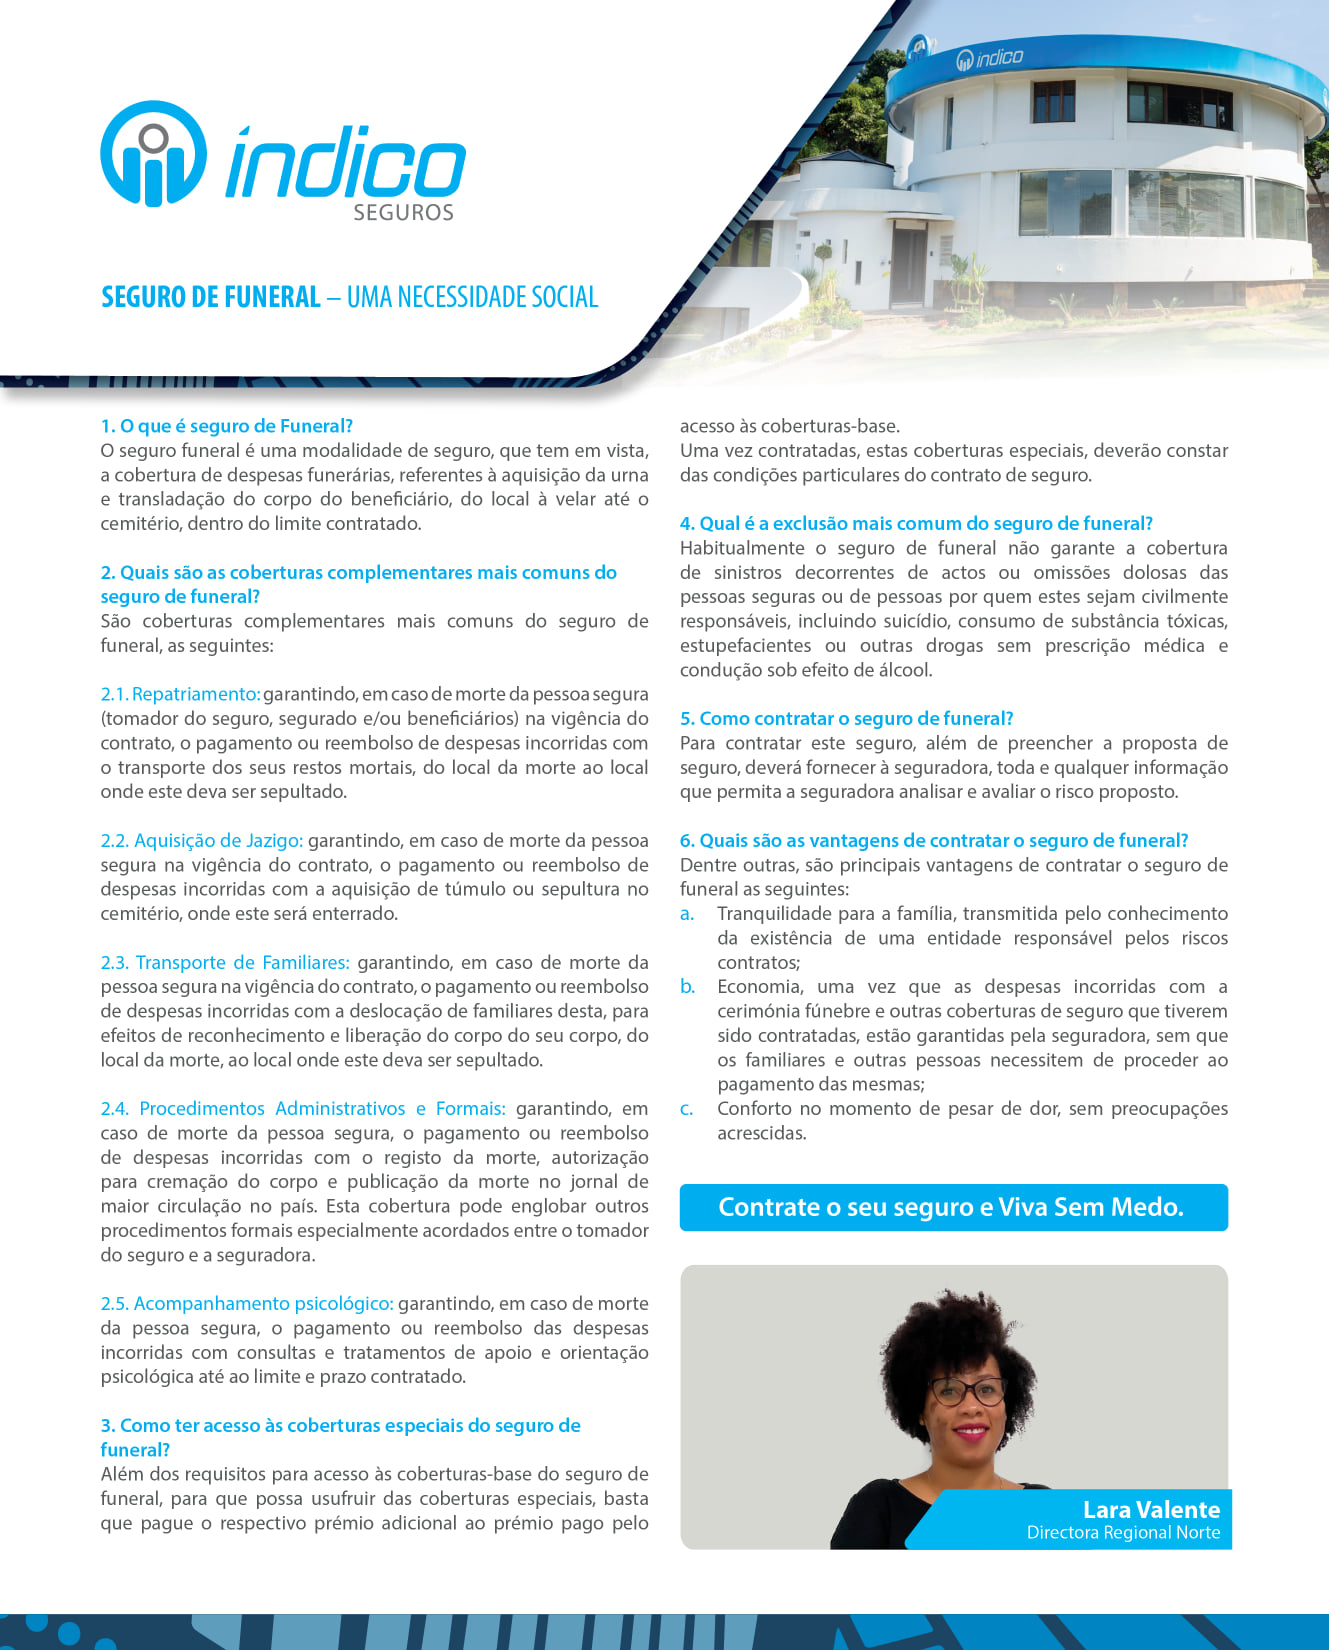 indico
SEGUROS
indico
SEGURO DE FUNERAL – UMA NECESSIDADE SOCIAL
1. O que é seguro de Funeral?
O seguro funeral é uma modalidade de seguro, que tem em vista,
a cobertura de despesas funerárias, referentes à aquisição da urna
e transladação do corpo do beneficiário, do local à velar até o
cemitério, dentro do limite contratado.
2. Quais são as coberturas complementares mais comuns do
seguro de funeral?
São coberturas complementares mais comuns do seguro de
funeral, as seguintes:
2.1. Repatriamento: garantindo, em caso de morte da pessoa segura
(tomador do seguro, segurado e/ou beneficiários) na vigência do
contrato, o pagamento ou reembolso de despesas incorridas com
o transporte dos seus restos mortais, do local da morte ao local
onde este deva ser sepultado.
2.2. Aquisição de Jazigo: garantindo, em caso de morte da pessoa
segura na vigência do contrato, o pagamento ou reembolso de
despesas incorridas com a aquisição de túmulo ou sepultura no
cemitério, onde este será enterrado.
2.3. Transporte de Familiares: garantindo, em caso de morte da
pessoa segura na vigência do contrato, o pagamento ou reembolso
de despesas incorridas com a deslocação de familiares desta, para
efeitos de reconhecimento e liberação do corpo do seu corpo, do
local da morte, ao local onde este deva ser sepultado.
2.4. Procedimentos Administrativos e Formais: garantindo, em
caso de morte da pessoa segura, o pagamento ou reembolso
de despesas incorridas com o registo da morte, autorização
para cremação do corpo e publicação da morte no jornal de
maior circulação no país. Esta cobertura pode englobar outros
procedimentos formais especialmente acordados entre o tomador
do seguro e a seguradora.
2.5. Acompanhamento psicológico: garantindo, em caso de morte
da pessoa segura, o pagamento ou reembolso das despesas
incorridas com consultas e tratamentos de apoio e orientação
psicológica até ao limite e prazo contratado.
3. Como ter acesso às coberturas especiais do seguro de
funeral?
Além dos requisitos para acesso às coberturas-base do seguro de
funeral, para que possa usufruir das coberturas especiais, basta
que pague o respectivo prémio adicional ao prémio pago pelo
acesso às coberturas-base.
Uma vez contratadas, estas coberturas especiais, deverão constar
das condições particulares do contrato de seguro.
4. Qual é a exclusão mais comum do seguro de funeral?
Habitualmente o seguro de funeral não garante a cobertura
de sinistros decorrentes de actos ou omissões dolosas das
pessoas seguras ou de pessoas por quem estes sejam civilmente
responsáveis, incluindo suicídio, consumo de substância tóxicas,
estupefacientes ou outras drogas sem prescrição médica e
condução sob efeito de álcool.
5. Como contratar o seguro de funeral?
Para contratar este seguro, além de preencher a proposta de
seguro, deverá fornecer à seguradora, toda e qualquer informação
que permita a seguradora analisar e avaliar o risco proposto.
6. Quais são as vantagens de contratar o seguro de funeral?
Dentre outras, são principais vantagens de contratar o seguro de
funeral as seguintes:
a. Tranquilidade para a família, transmitida pelo conhecimento
da existência de uma entidade responsável pelos riscos
contratos;
b. Economia, uma vez que as despesas incorridas com a
cerimónia fúnebre e outras coberturas de seguro que tiverem
sido contratadas, estão garantidas pela seguradora, sem que
os familiares e outras pessoas necessitem de proceder ao
pagamento das mesmas;
c. Conforto no momento de pesar de dor, sem preocupações
acrescidas.
Contrate o seu seguro e Viva Sem Medo.
Lara Valente
Directora Regional Norte